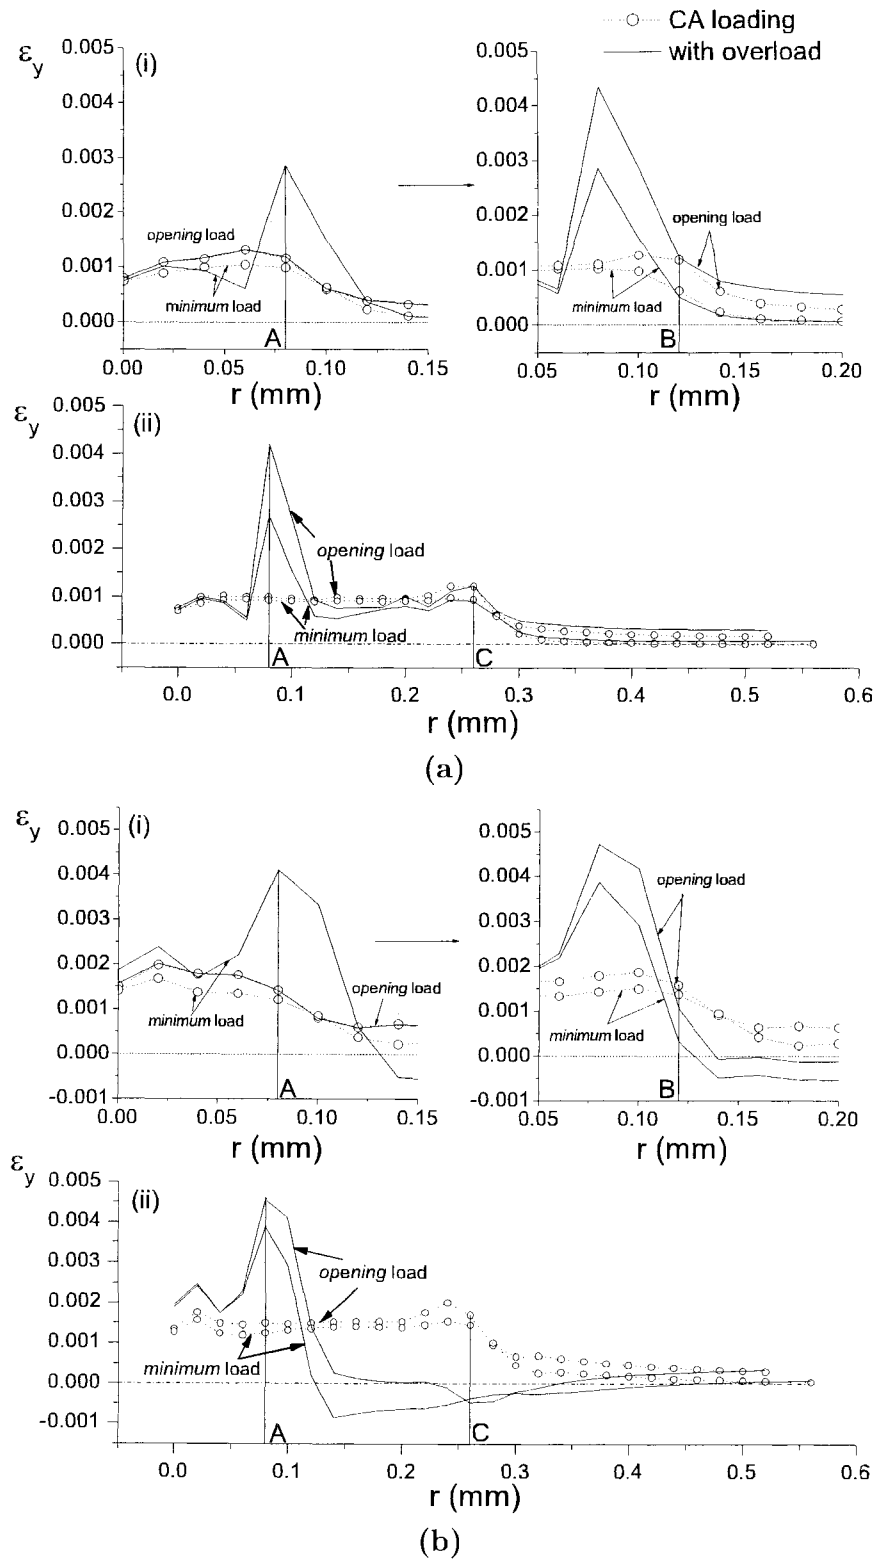 CA loading
with overload
εy
(i)
0.005
0.004
0.003
0.002
0.001
0.000
opening load
minimum load
A
0.00
0.05
0.10
0.15
r (mm)
0.005
0.004
0.003
0.002
0.001
0.000
opening load
minimum load
B
0.05
0.10
0.15
0.20
r (mm)
εy
(ii)
0.005
0.004
0.003
0.002
0.001
0.000
opening load
minimum load
A
C
0.0
0.1
0.2
0.3
0.4
0.5
0.6
r (mm)
(a)
εy
(i)
0.005
0.004
0.003
0.002
0.001
0.000
-0.001
minimum load
opening load
A
0.00
0.05
0.10
0.15
r (mm)
0.005
0.004
0.003
0.002
0.001
0.000
-0.001
opening load
minimum load
B
0.05
0.10
0.15
0.20
r (mm)
εy
(ii)
0.005
0.004
0.003
0.002
0.001
0.000
-0.001
opening load
minimum load
A
C
0.0
0.1
0.2
0.3
0.4
0.5
0.6
r (mm)
(b)